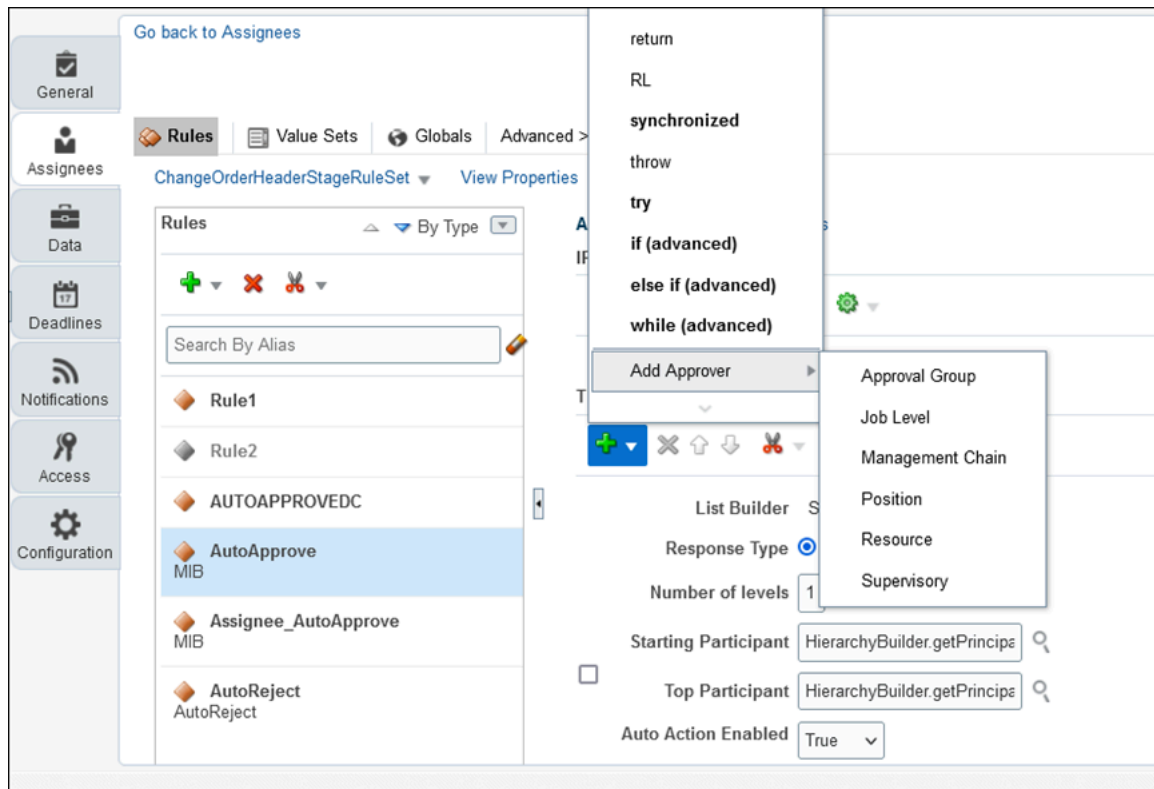 Go back to Assignees
General
Assignees
Data
17
Deadlines
Notifications
Access
Configuration
Rules
Value Sets
Globals
Advanced >
ChangeOrderHeaderStageRuleSet
View Properties
Rules
By Type
Search By Alias
Rule1
Rule2
AUTOAPPROVEDC
AutoApprove
MIB
Assignee_AutoApprove
MIB
AutoReject
AutoReject
return
RL
synchronized
throw
try
if (advanced)
else if (advanced)
while (advanced)
Add Approver
Approval Group
Job Level
Management Chain
Position
Resource
Supervisory
List Builder
Response Type
Number of levels 1
Starting Participant HierarchyBuilder.getPrincipa
Top Participant HierarchyBuilder.getPrincipa
Auto Action Enabled True